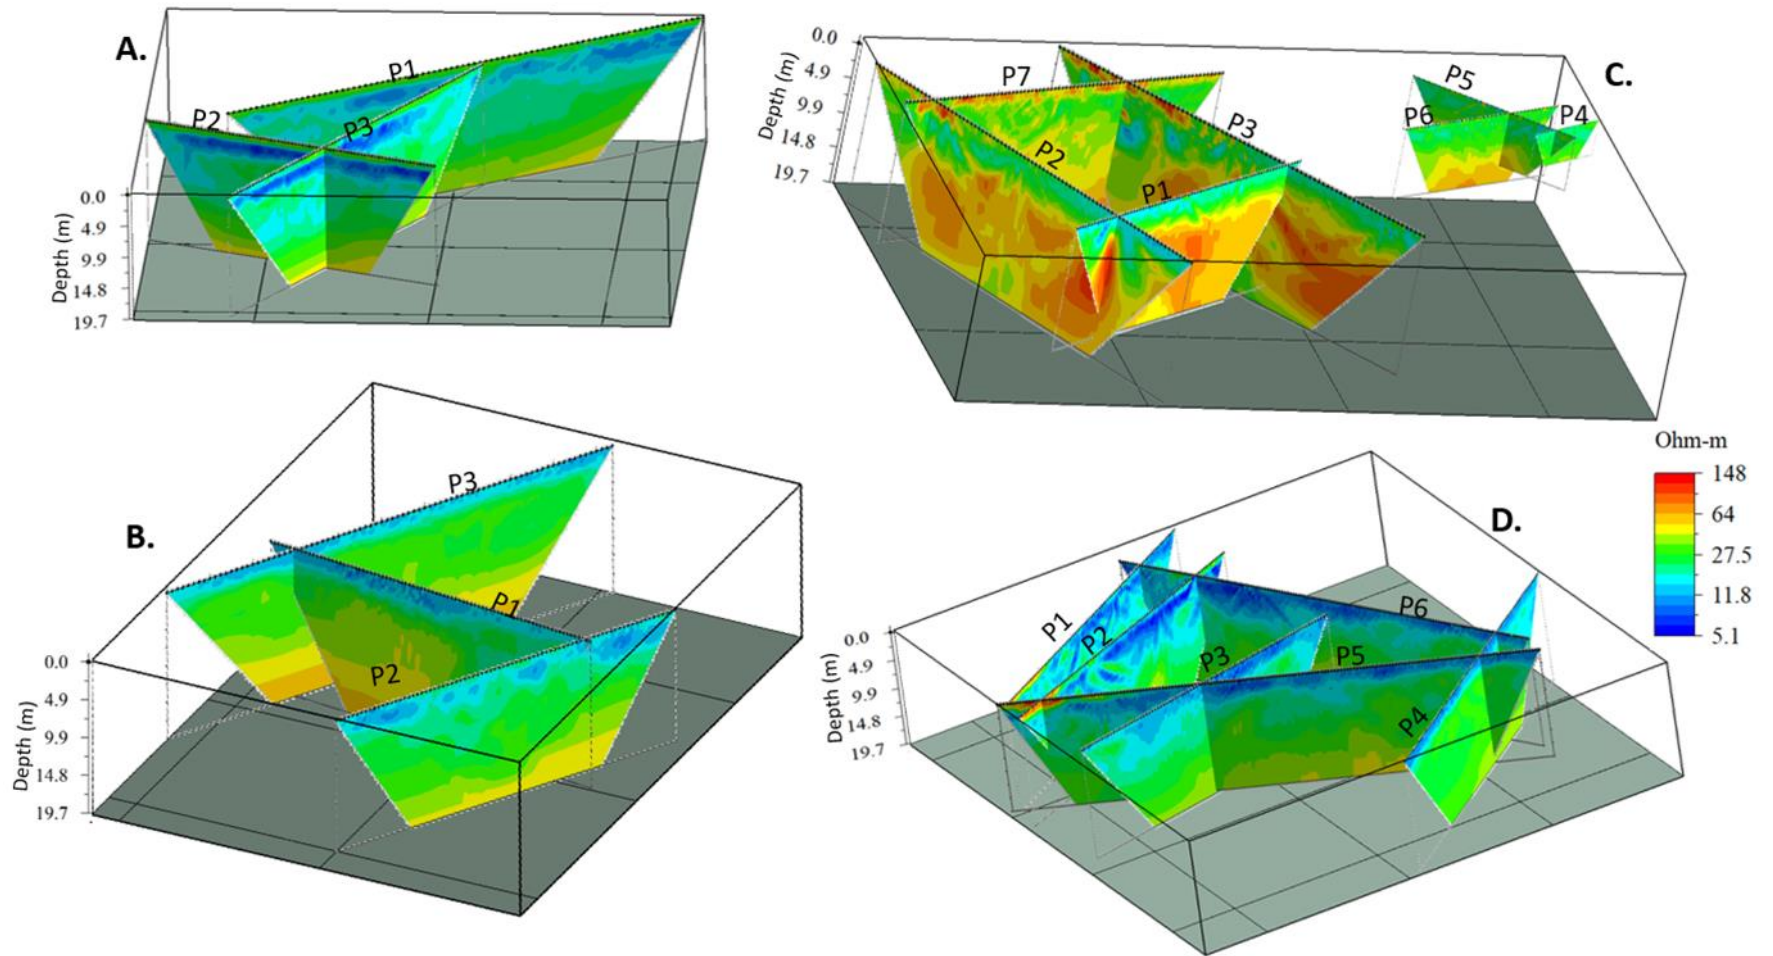 A.
P1
P2
P3
0.0
4.9
9.9
14.8
19.7
Depth (m)
C.
0.0
4.9
9.9
14.8
19.7
Depth (m)
P7
P3
P2
P1
P5
P6
P4
B.
P3
P1
P2
0.0
4.9
9.9
14.8
19.7
Depth (m)
D.
P1
P2
P3
P5
P6
P4
0.0
4.9
9.9
14.8
19.7
Depth (m)
Ohm-m
148
64
27.5
11.8
5.1